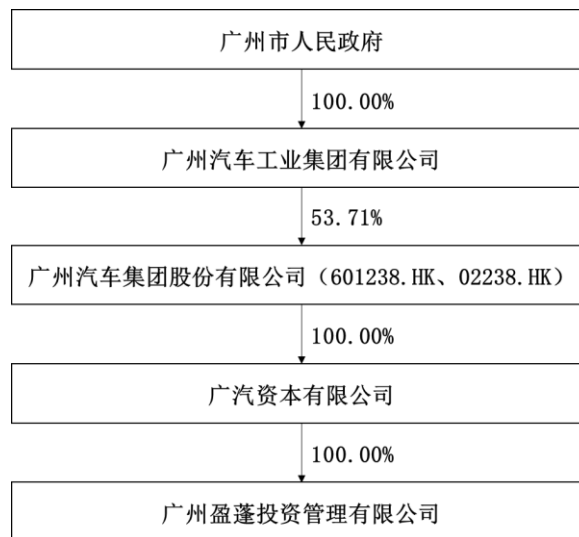 广州市人民政府
100.00%
广州汽车工业集团有限公司
53.71%
广州汽车集团股份有限公司（601238.HK、02238.HK）
100.00%
广汽资本有限公司
100.00%
广州盈蓬投资管理有限公司